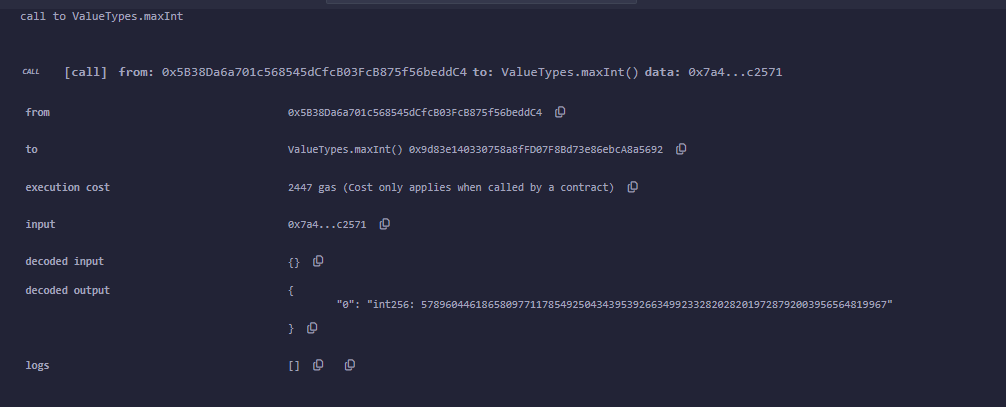 call to ValueTypes.maxInt
CALL [call] from: 0x5B38Da6a701c568545dCfcB03FcB875f56beddC4 to: ValueTypes.maxInt() data: 0x7a4...c2571
from 0x5B38Da6a701c568545dCfcB03FcB875f56beddC4
to ValueTypes.maxInt() 0x9d83e140330758a8fFD07F8Bd73e86ebcA8a5692
execution cost 2447 gas (Cost only applies when called by a contract)
input 0x7a4...c2571
decoded input {}
decoded output {
"0": "int256: 57896044618658097711785492504343953926634992332820282019728792003956564819967"
}
logs []